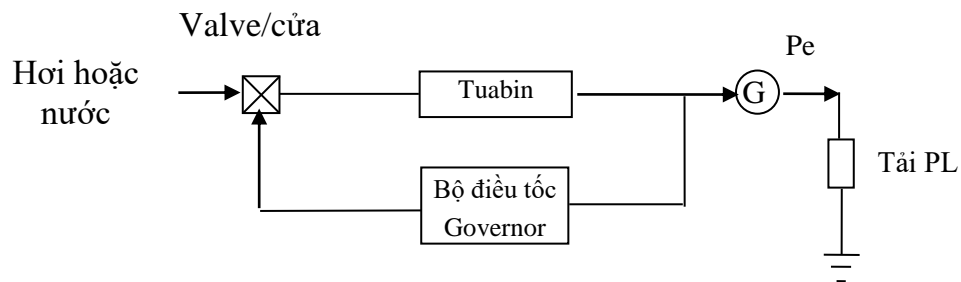 Valve/cửa
Hơi hoặc
nước
Tuabin
G
Pe
Bộ điều tốc
Governor
Tải PL